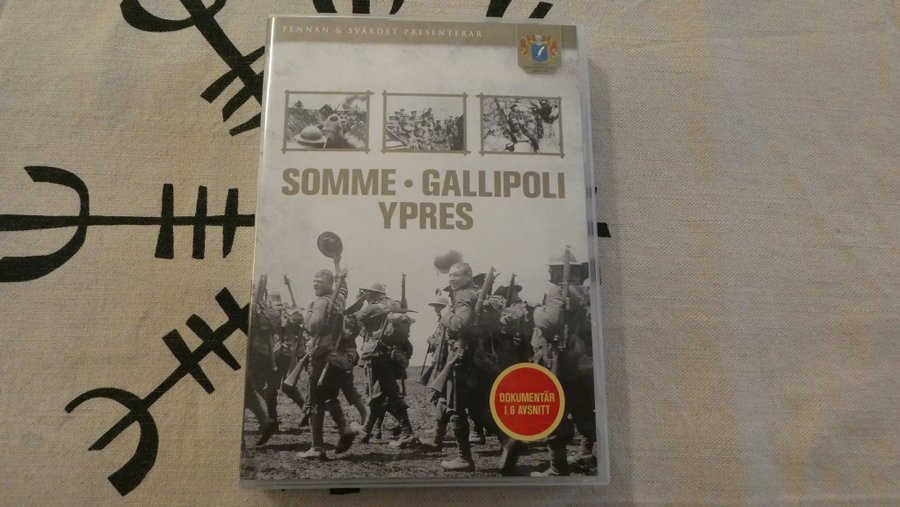 PENNAN & SVÄRDET PRESENTERAR
SOMME • GALLIPOLI
YPRES
DOKUMENTÄR
I 6 AVSNITT